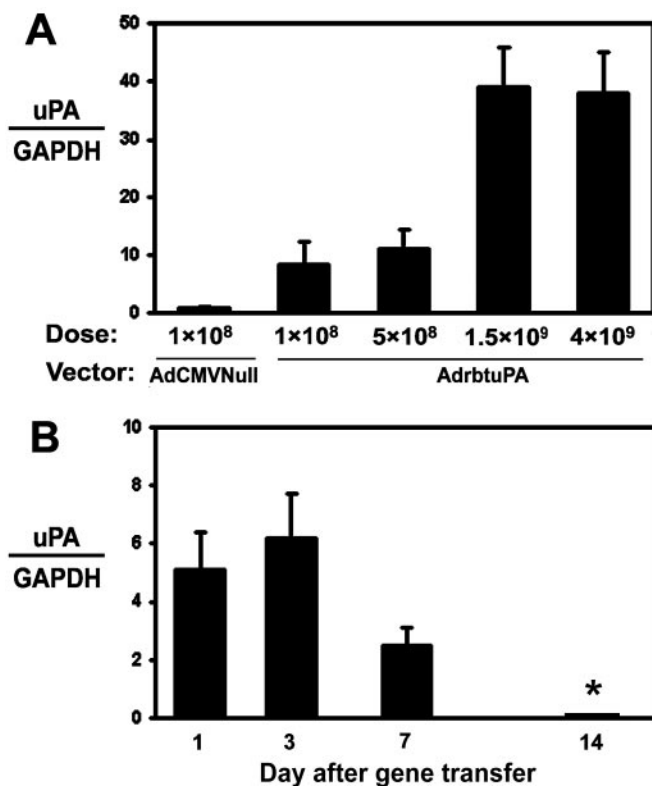 A
uPA
GAPDH
50
40
30
20
10
0
Dose: 1×10⁸ 1×10⁸ 5×10⁸ 1.5×10⁹ 4×10⁹
Vector: AdCMVNull AdrbtuPA
B
uPA
GAPDH
10
8
6
4
2
0
*
1 3 7 14
Day after gene transfer